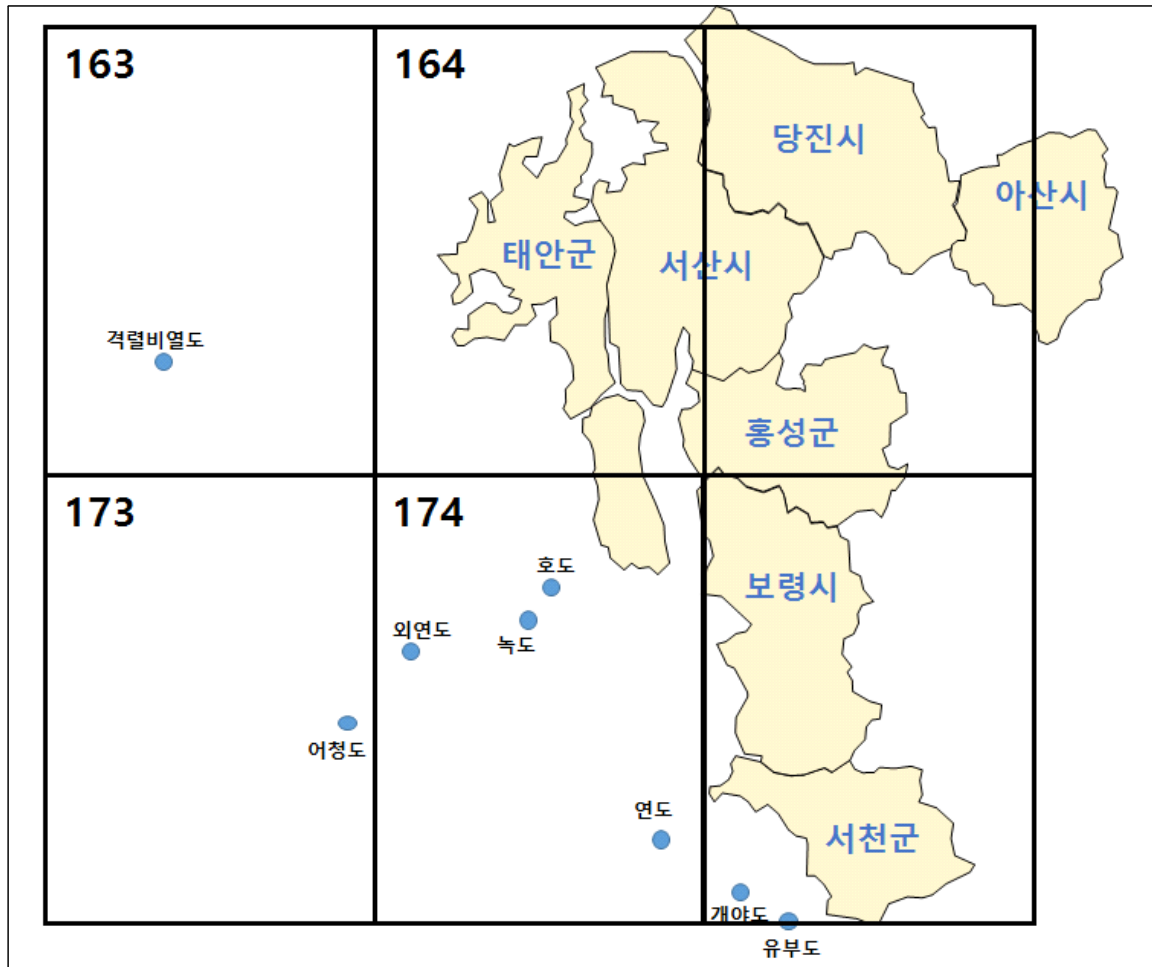 163
164
당진시
아산시
태안군
서산시
격렬비열도
홍성군
173
174
호도
보령시
외연도
녹도
어청도
연도
서천군
개야도
유부도